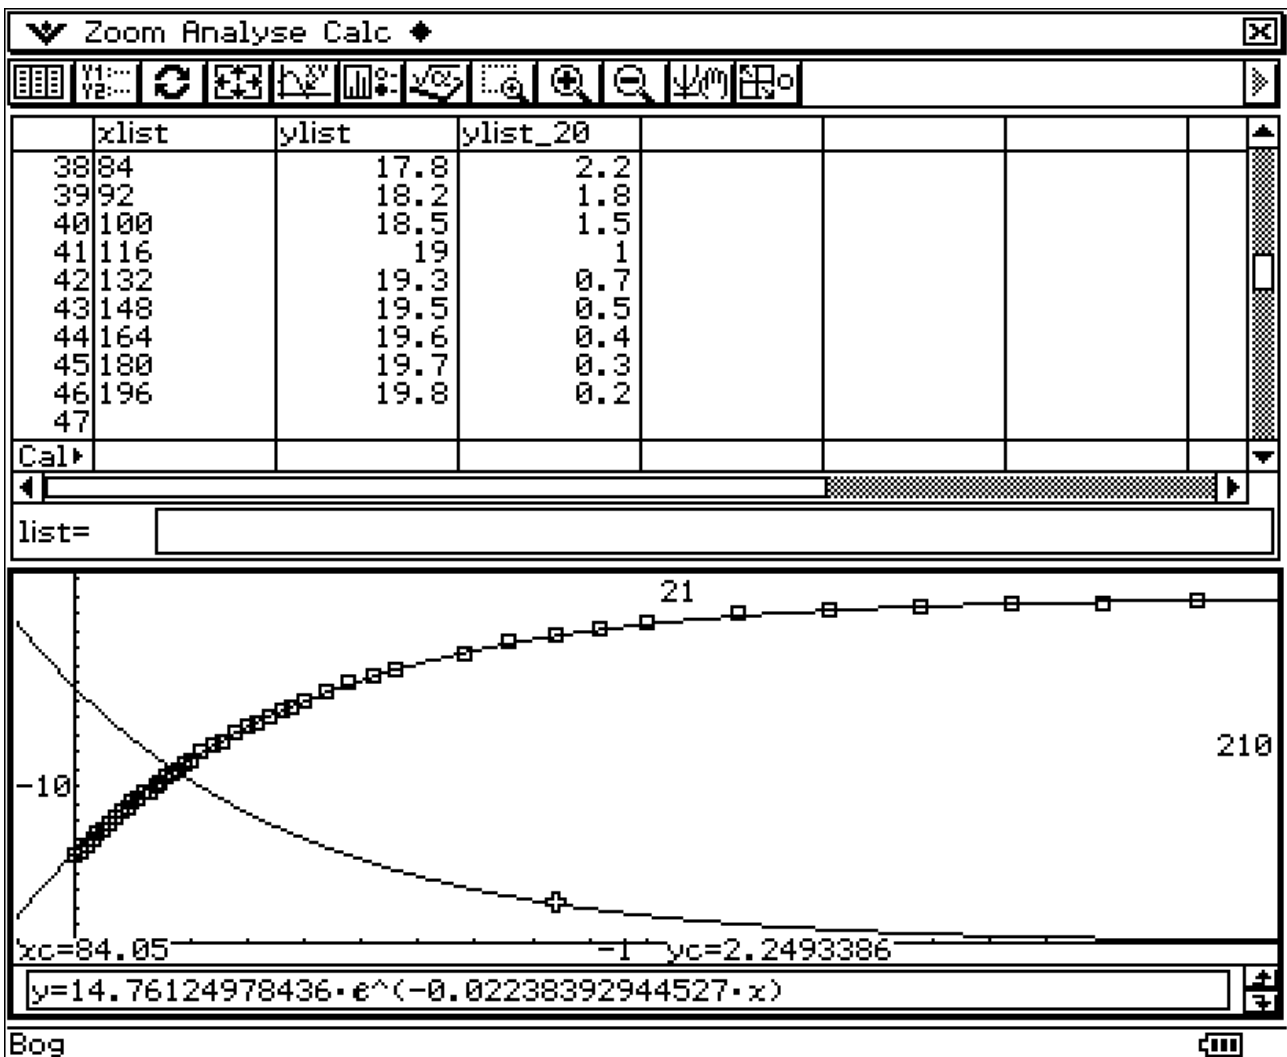 Zoom Analyse Calc
Y1:···
Y2:···
xlist ylist ylist_20
38 84 17.8 2.2
39 92 18.2 1.8
40 100 18.5 1.5
41 116 19 1
42 132 19.3 0.7
43 148 19.5 0.5
44 164 19.6 0.4
45 180 19.7 0.3
46 196 19.8 0.2
47
Cal
list=
21
210
-10
xc=84.05 -1 yc=2.2493386
y=14.76124978436·e^(-0.02238392944527·x)
Bog